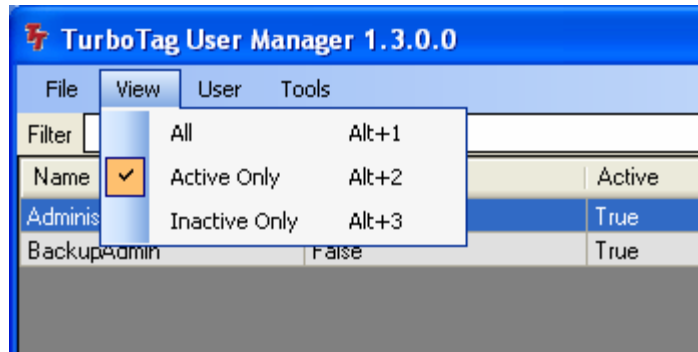 TurboTag User Manager 1.3.0.0
File View User Tools
Filter
All Alt+1
Active Only Alt+2
Inactive Only Alt+3
Name Active
Adminis True
BackupAdmin False True